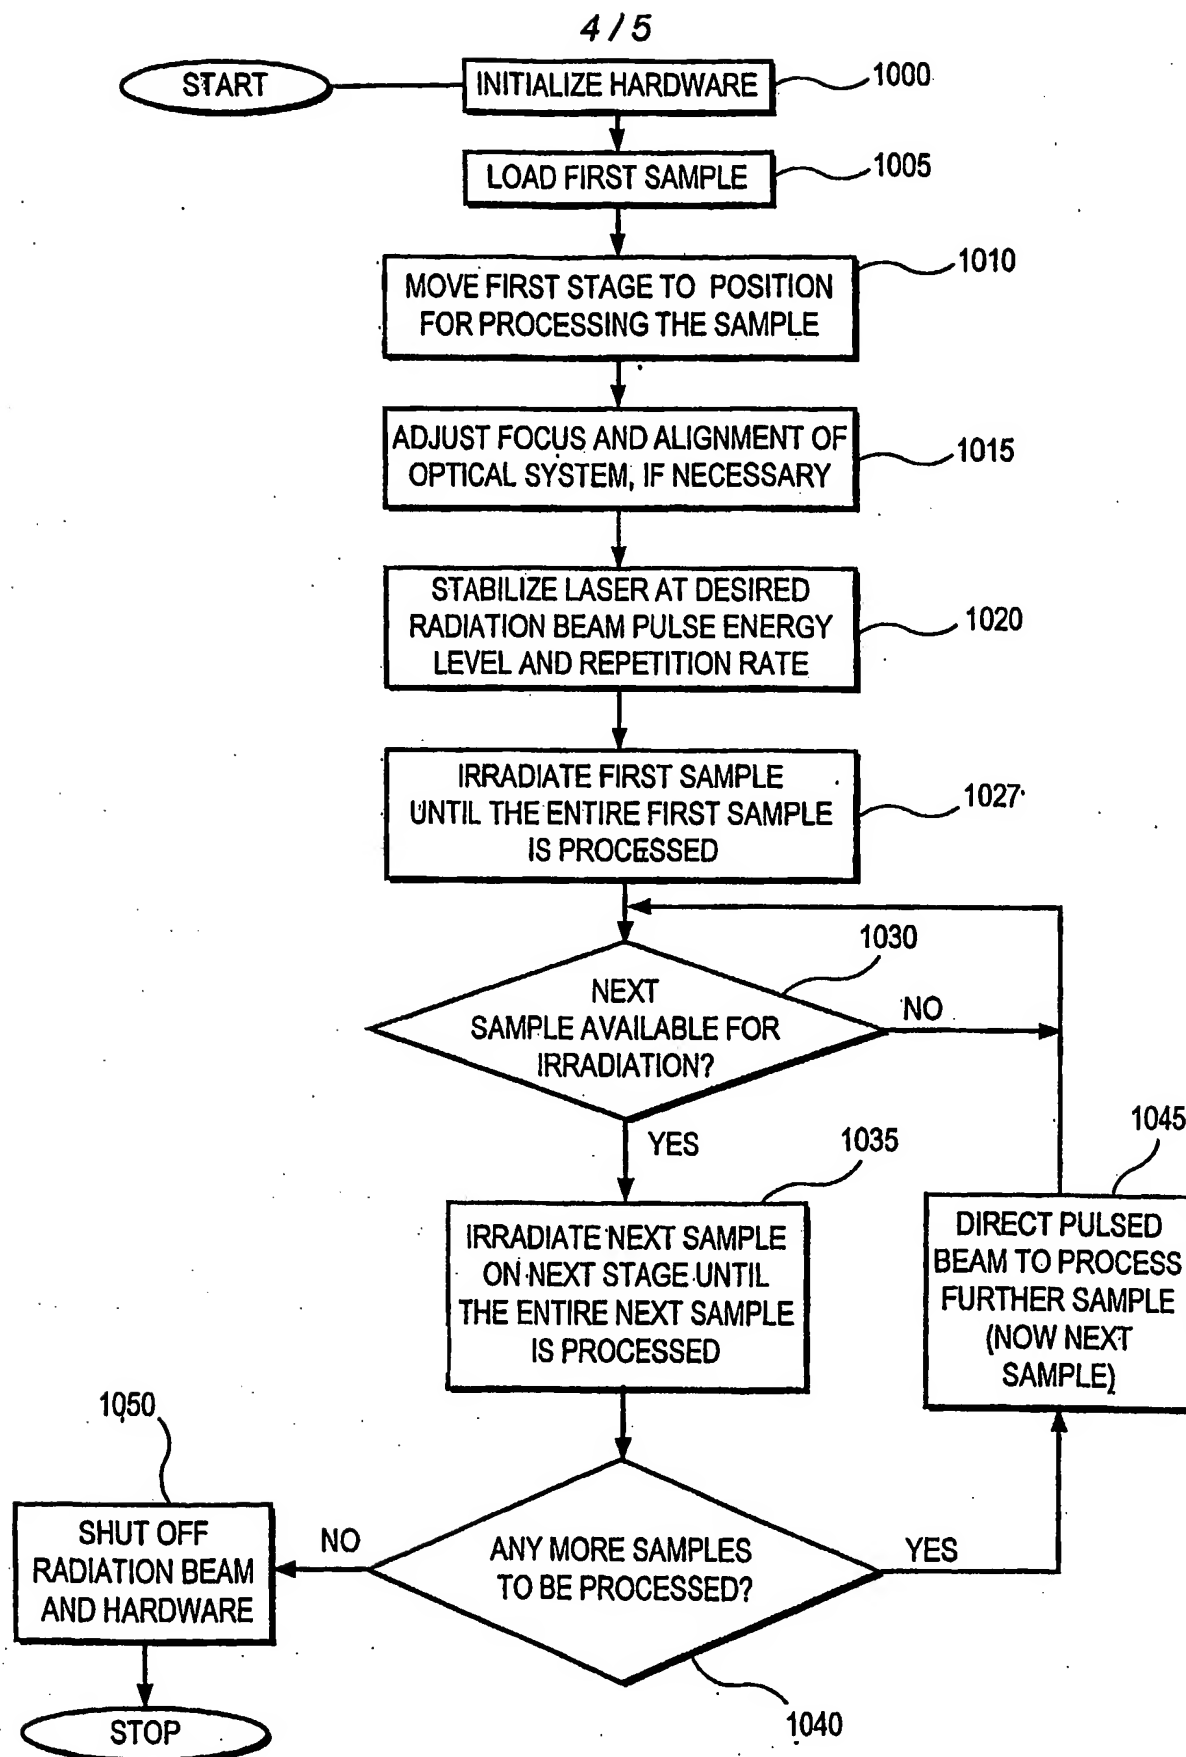 4/5
START
INITIALIZE HARDWARE
1000
LOAD FIRST SAMPLE
1005
MOVE FIRST STAGE TO POSITION
FOR PROCESSING THE SAMPLE
1010
ADJUST FOCUS AND ALIGNMENT OF
OPTICAL SYSTEM, IF NECESSARY
1015
STABILIZE LASER AT DESIRED
RADIATION BEAM PULSE ENERGY
LEVEL AND REPETITION RATE
1020
IRRADIATE FIRST SAMPLE
UNTIL THE ENTIRE FIRST SAMPLE
IS PROCESSED
1027
1030
NEXT
SAMPLE AVAILABLE FOR
IRRADIATION?
NO
YES
1035
1045
IRRADIATE NEXT SAMPLE
ON NEXT STAGE UNTIL
THE ENTIRE NEXT SAMPLE
IS PROCESSED
DIRECT PULSED
BEAM TO PROCESS
FURTHER SAMPLE
(NOW NEXT
SAMPLE)
1050
SHUT OFF
RADIATION BEAM
AND HARDWARE
NO
ANY MORE SAMPLES
TO BE PROCESSED?
YES
1040
STOP